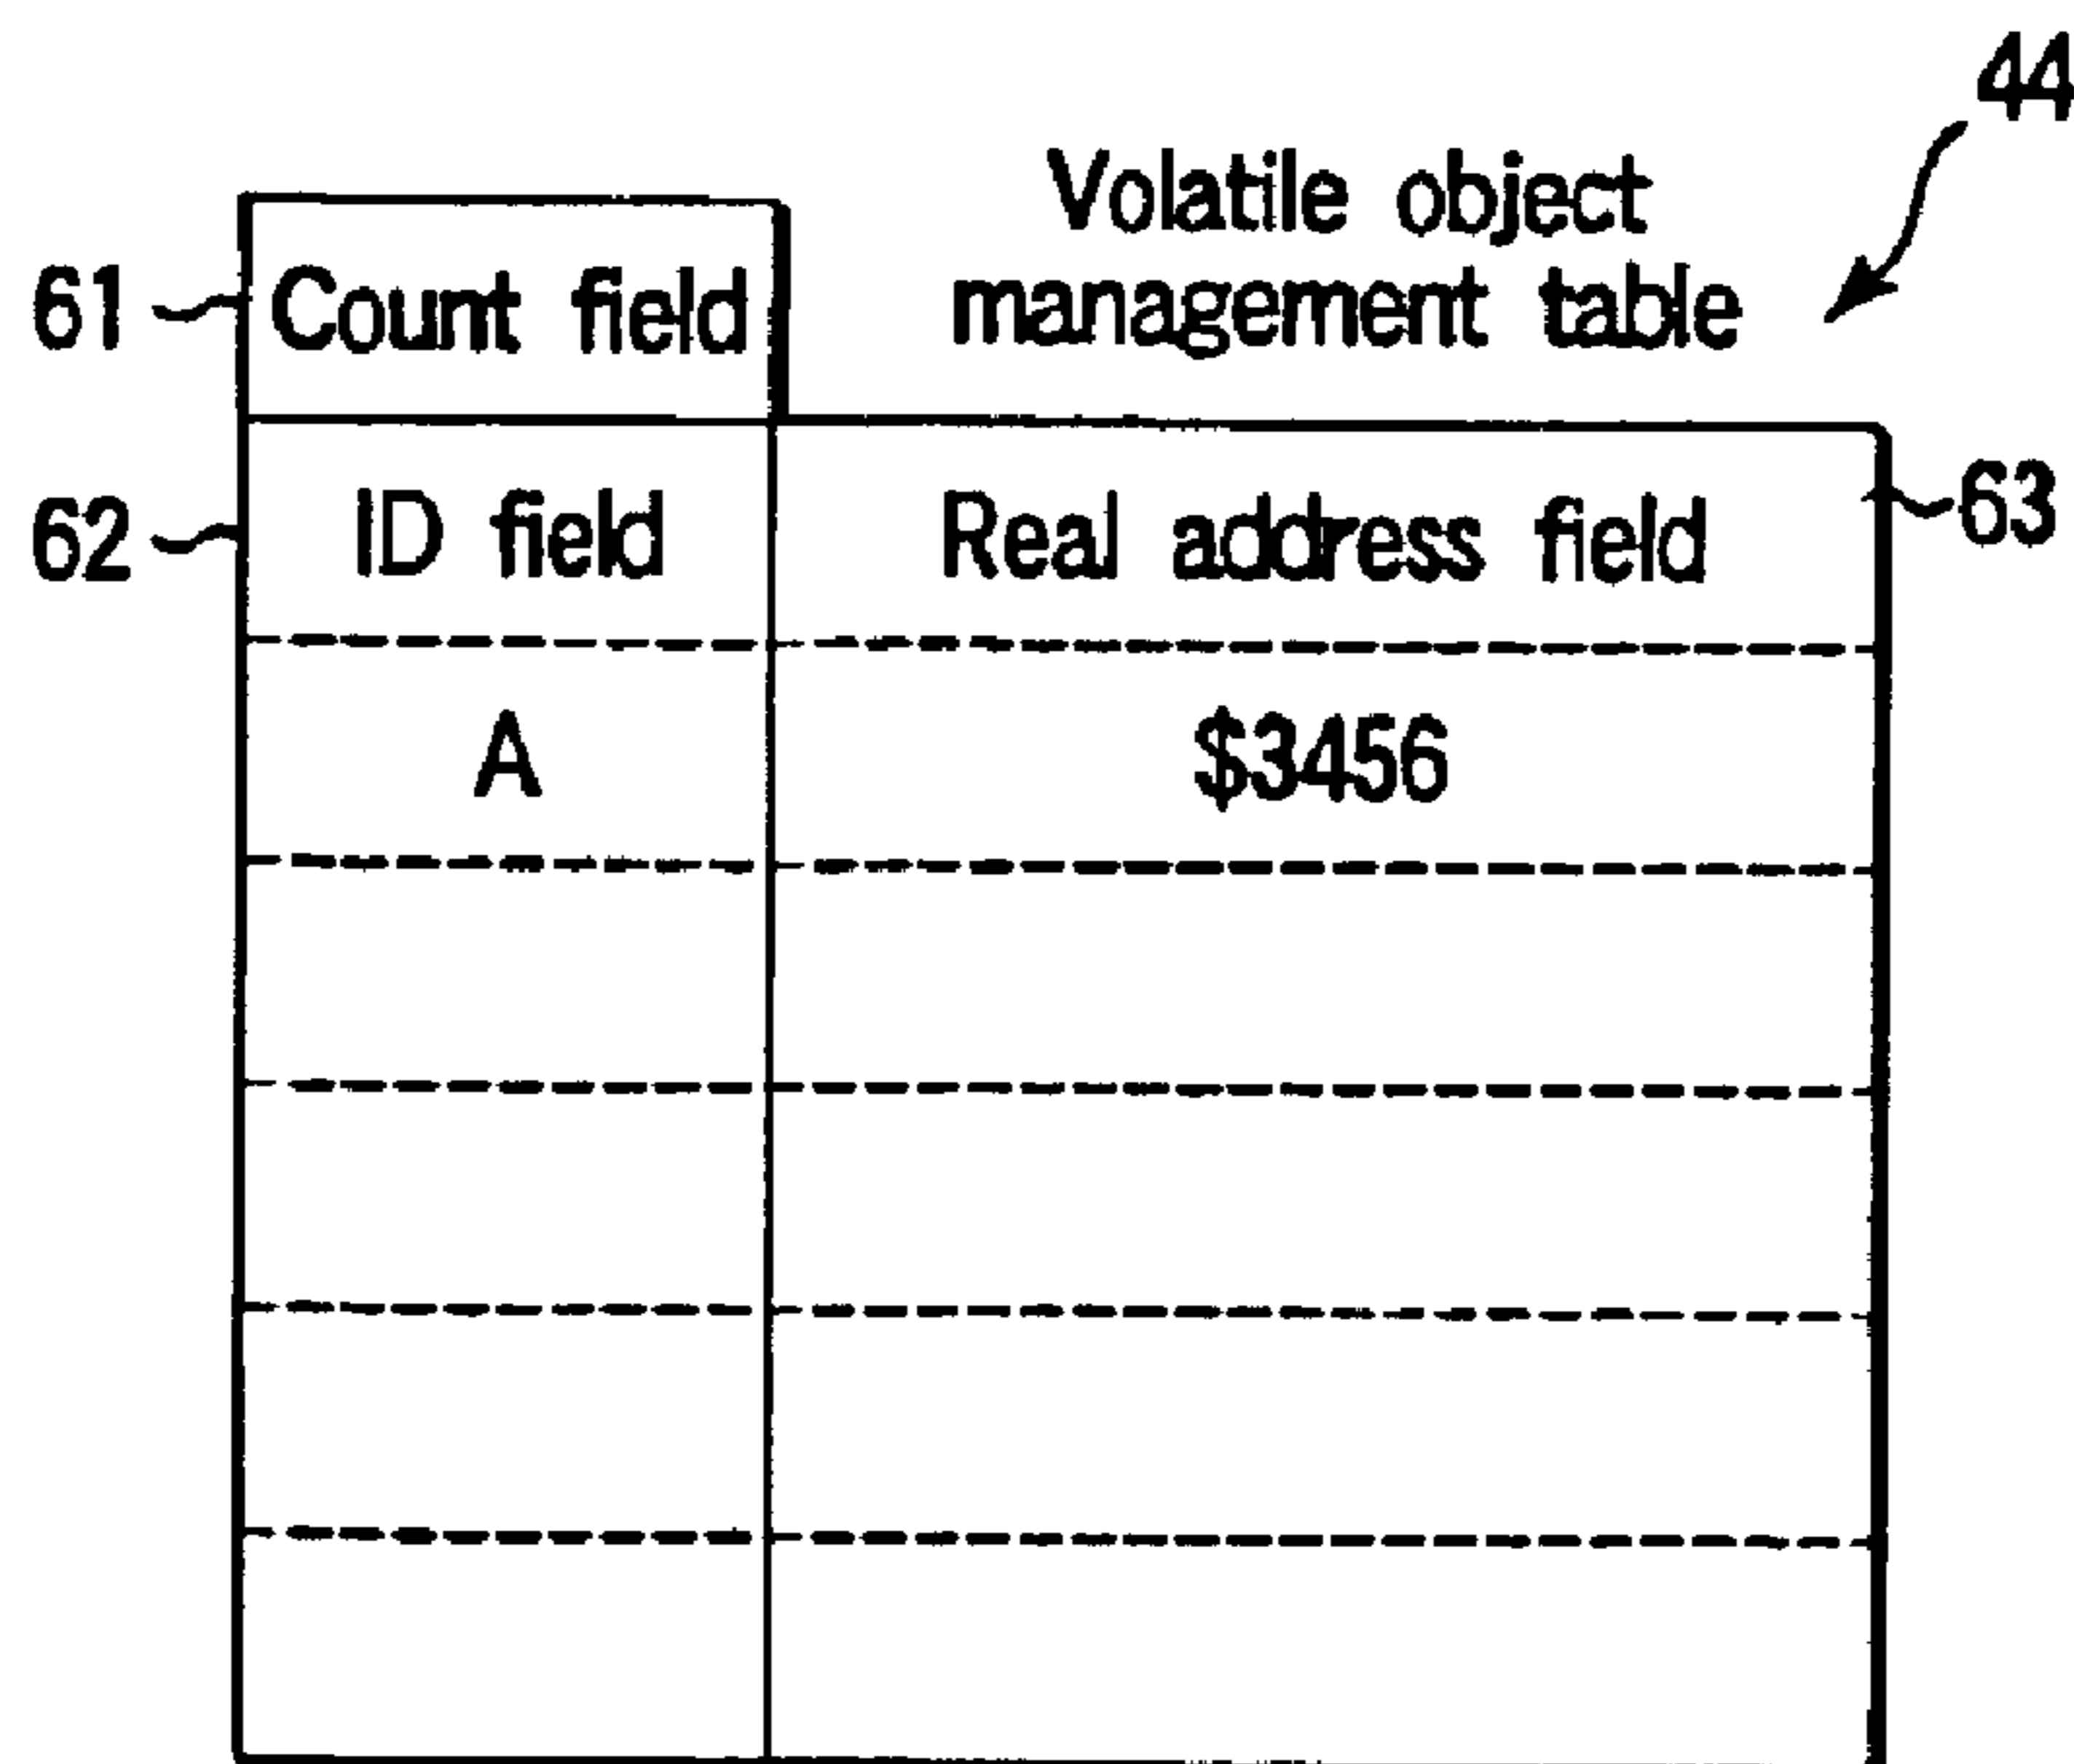 44
Volatile object
management table
61 Count field
62 ID field Real address field 63
A $3456